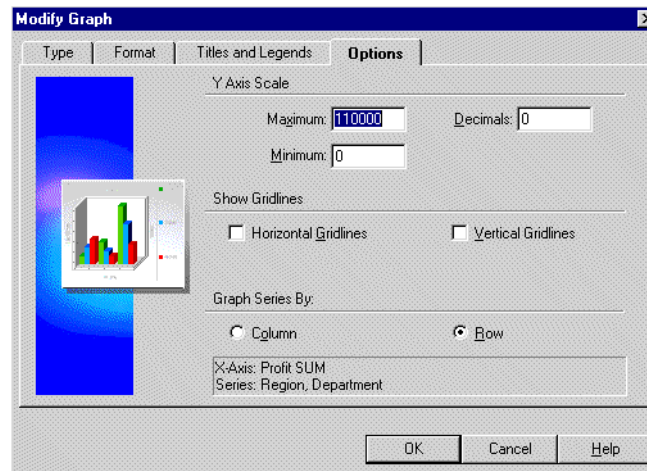 Modify Graph
Type Format Titles and Legends Options
Y Axis Scale
Maximum: 110000 Decimals: 0
Minimum: 0
Show Gridlines
Horizontal Gridlines Vertical Gridlines
Graph Series By:
Column Row
X-Axis: Profit SUM
Series: Region, Department
OK Cancel Help